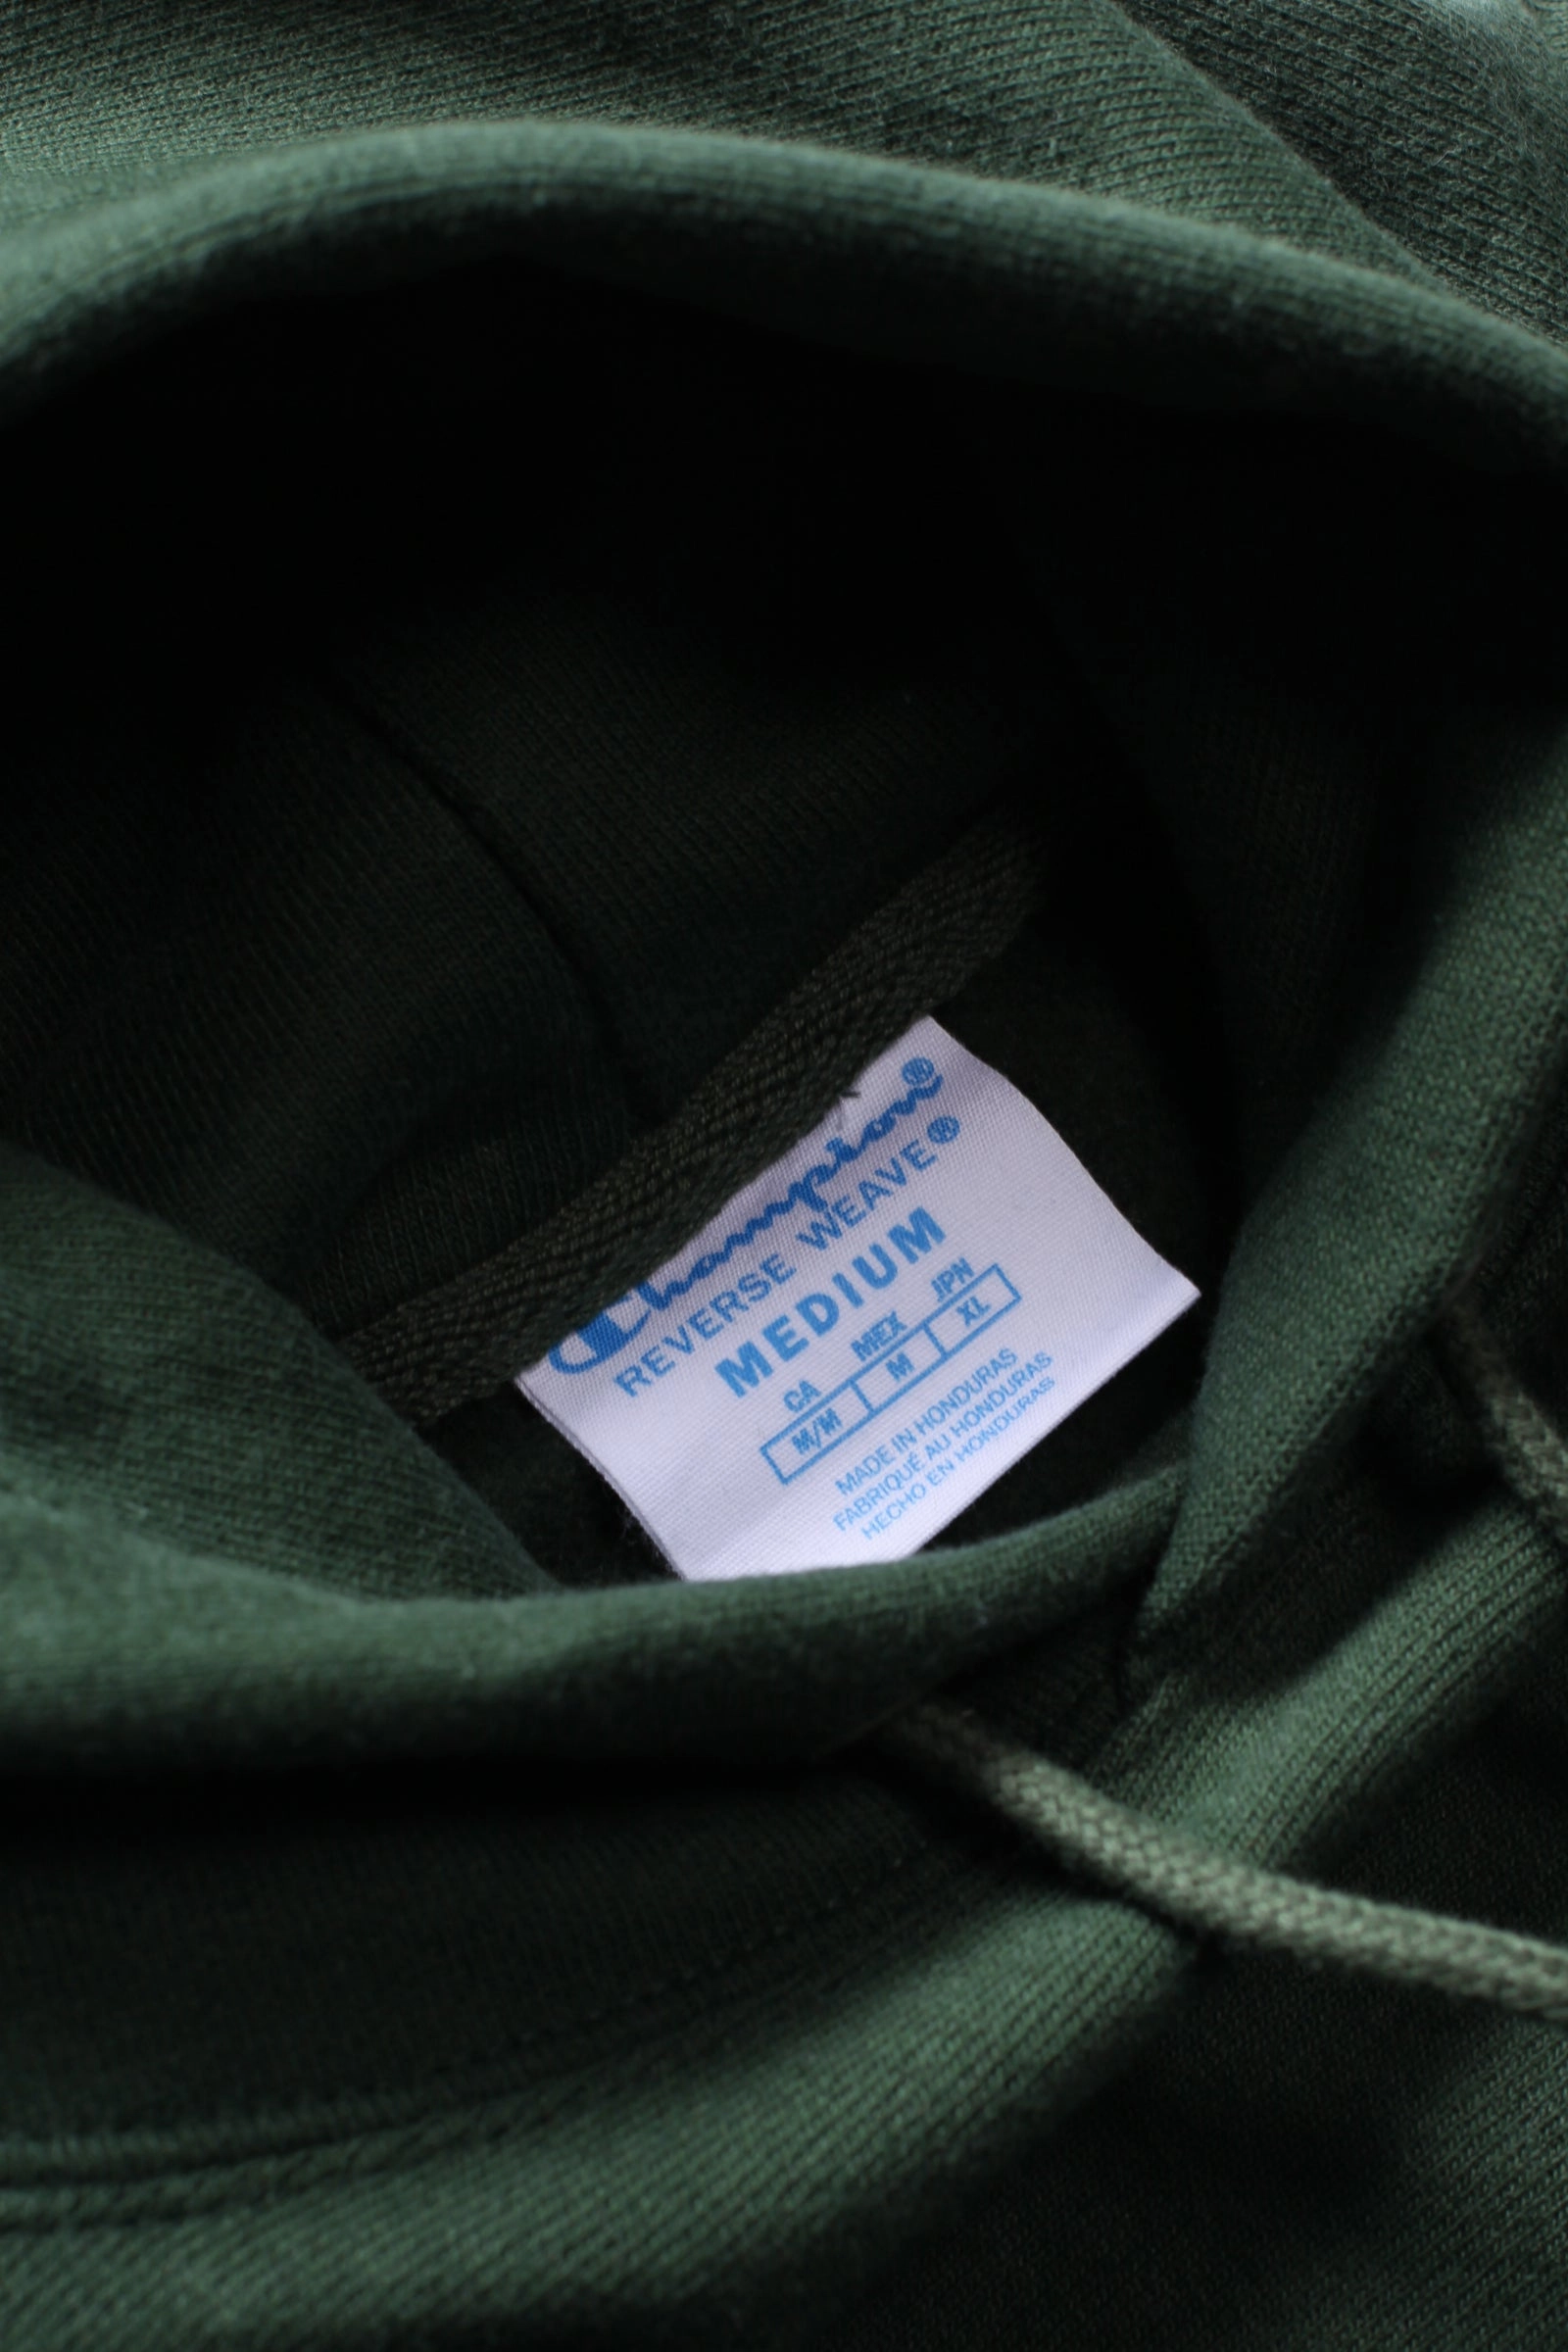 Champion®
REVERSE WEAVE®
MEDIUM
CA MEX JPN
M/M M XL
MADE IN HONDURAS
FABRIQUÉ AU HONDURAS
HECHO EN HONDURAS